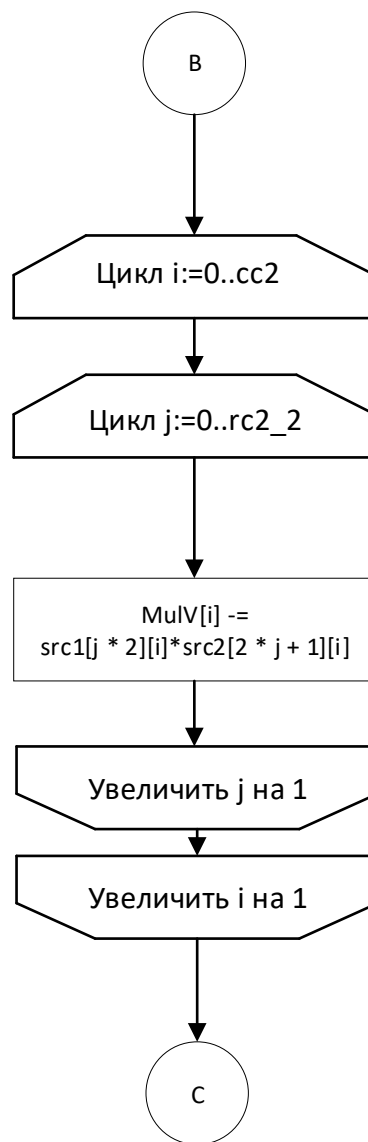 В
Цикл i:=0..cc2
Цикл j:=0..rc2_2
MulV[i] -=
src1[j * 2][i]*src2[2 * j + 1][i]
Увеличить j на 1
Увеличить i на 1
С